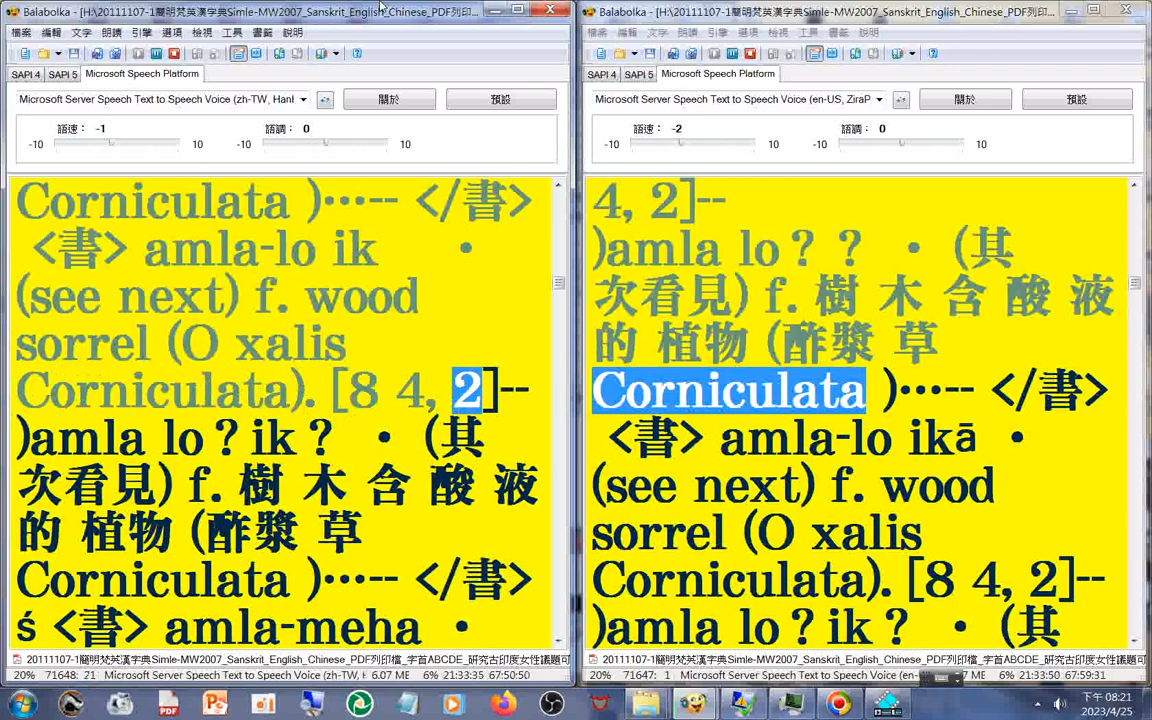 Balabolka - [H:\20111107-1簡明梵英漢字典Simle-MW2007_Sanskrit_English_Chinese_PDF列印...
檔案 編輯 文字 朗讀 引擎 選項 檢視 工具 書籤 說明
SAPI 4 SAPI 5 Microsoft Speech Platform
Microsoft Server Speech Text to Speech Voice (zh-TW, Hanl
關於
預設
語速： -1
語調： 0
-10 10 -10 10
Corniculata )…-- </書>
<書> amla-lo ik •
(see next) f. wood
sorrel (O xalis
Corniculata). [8 4, 2]--
)amla lo？ik？ • (其
次看見) f. 樹 木 含 酸 液
的 植物 (酢漿 草
Corniculata )…-- </書>
ś <書> amla-meha •
20111107-1簡明梵英漢字典Simle-MW2007_Sanskrit_English_Chinese_PDF列印檔_字首ABCDE_研究古印度女性議題可
20% 71648: 21 Microsoft Server Speech Text to Speech Voice (zh-TW, H 6.07 MB 6% 21:33:35 67:50:50
Balabolka - [H:\20111107-1簡明梵英漢字典Simle-MW2007_Sanskrit_English_Chinese_PDF列印...
檔案 編輯 文字 朗讀 引擎 選項 檢視 工具 書籤 說明
SAPI 4 SAPI 5 Microsoft Speech Platform
Microsoft Server Speech Text to Speech Voice (en-US, ZiraP
關於
預設
語速： -2
語調： 0
-10 10 -10 10
4, 2]--
)amla lo？？ • (其
次看見) f. 樹 木 含 酸 液
的 植物 (酢漿 草
Corniculata )…-- </書>
<書> amla-lo ikā •
(see next) f. wood
sorrel (O xalis
Corniculata). [8 4, 2]--
)amla lo？ik？ • (其
20111107-1簡明梵英漢字典Simle-MW2007_Sanskrit_English_Chinese_PDF列印檔_字首ABCDE_研究古印度女性議題可
20% 71647: 1 Microsoft Server Speech Text to Speech Voice (en-US, 6.07 MB 6% 21:33:50 67:59:31
下午 08:21
2023/4/25